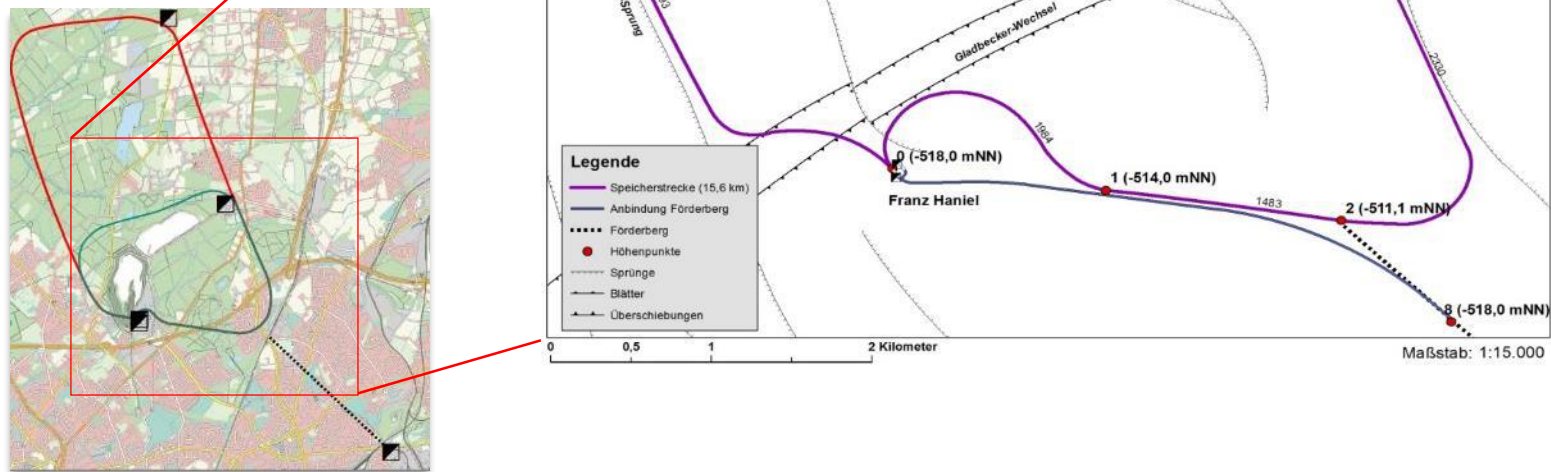 Sprung
Gladbecker-Wechsel
2330
1984
0 (-518,0 mNN)
1 (-514,0 mNN)
Franz Haniel
1483
2 (-511,1 mNN)
8 (-518,0 mNN)
Legende
Speicherstrecke (15,6 km)
Anbindung Förderberg
Förderberg
Höhenpunkte
Sprünge
Blätter
Überschiebungen
0 0,5 1 2 Kilometer
Maßstab: 1:15.000